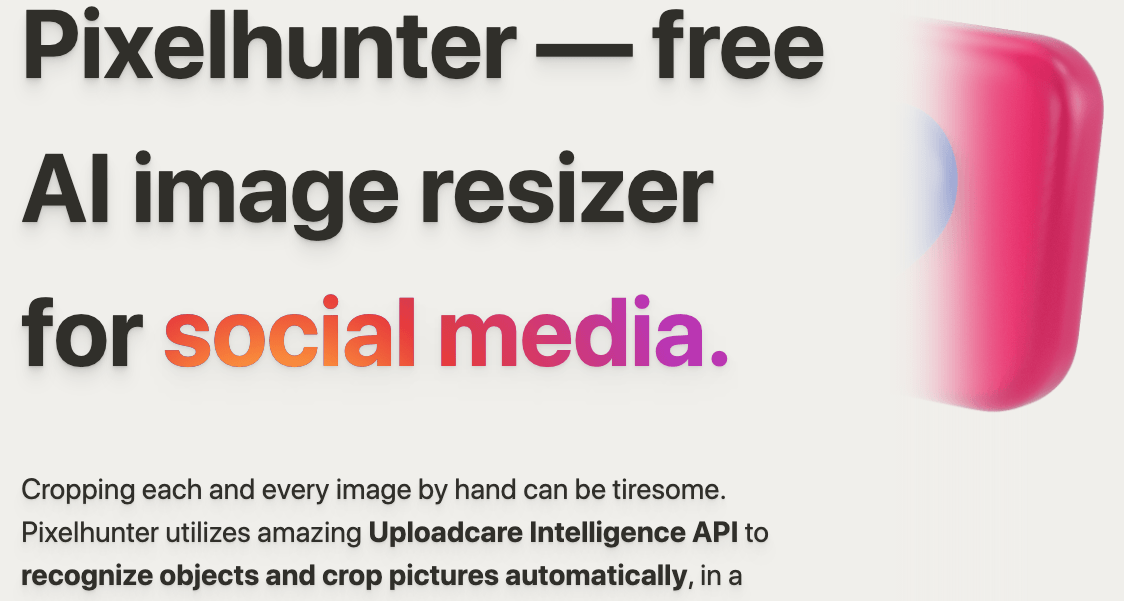 Pixelhunter — free
AI image resizer
for social media.
Cropping each and every image by hand can be tiresome.
Pixelhunter utilizes amazing Uploadcare Intelligence API to
recognize objects and crop pictures automatically, in a